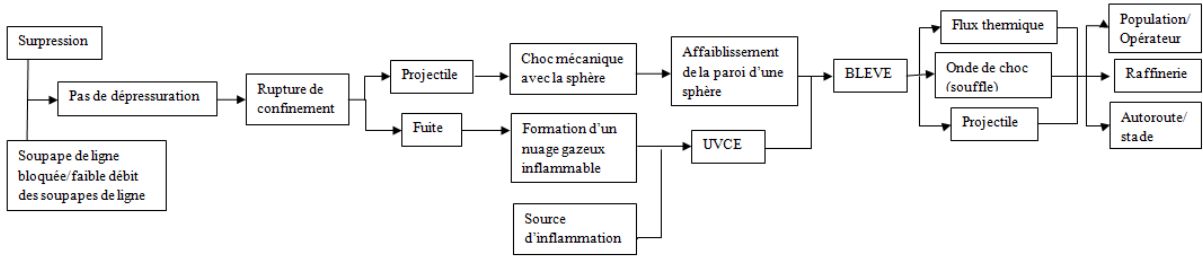 Surpression
Pas de dépressuration
Soupape de ligne
bloquée/faible débit
des soupapes de ligne
Rupture de
confinement
Projectile
Fuite
Choc mécanique
avec la sphère
Formation d'un
nuage gazeux
inflammable
Source
d'inflammation
Affaiblissement
de la paroi d'une
sphère
UVCE
BLEVE
Flux thermique
Onde de choc
(souffle)
Projectile
Population/
Opérateur
Raffinerie
Autoroute/
stade